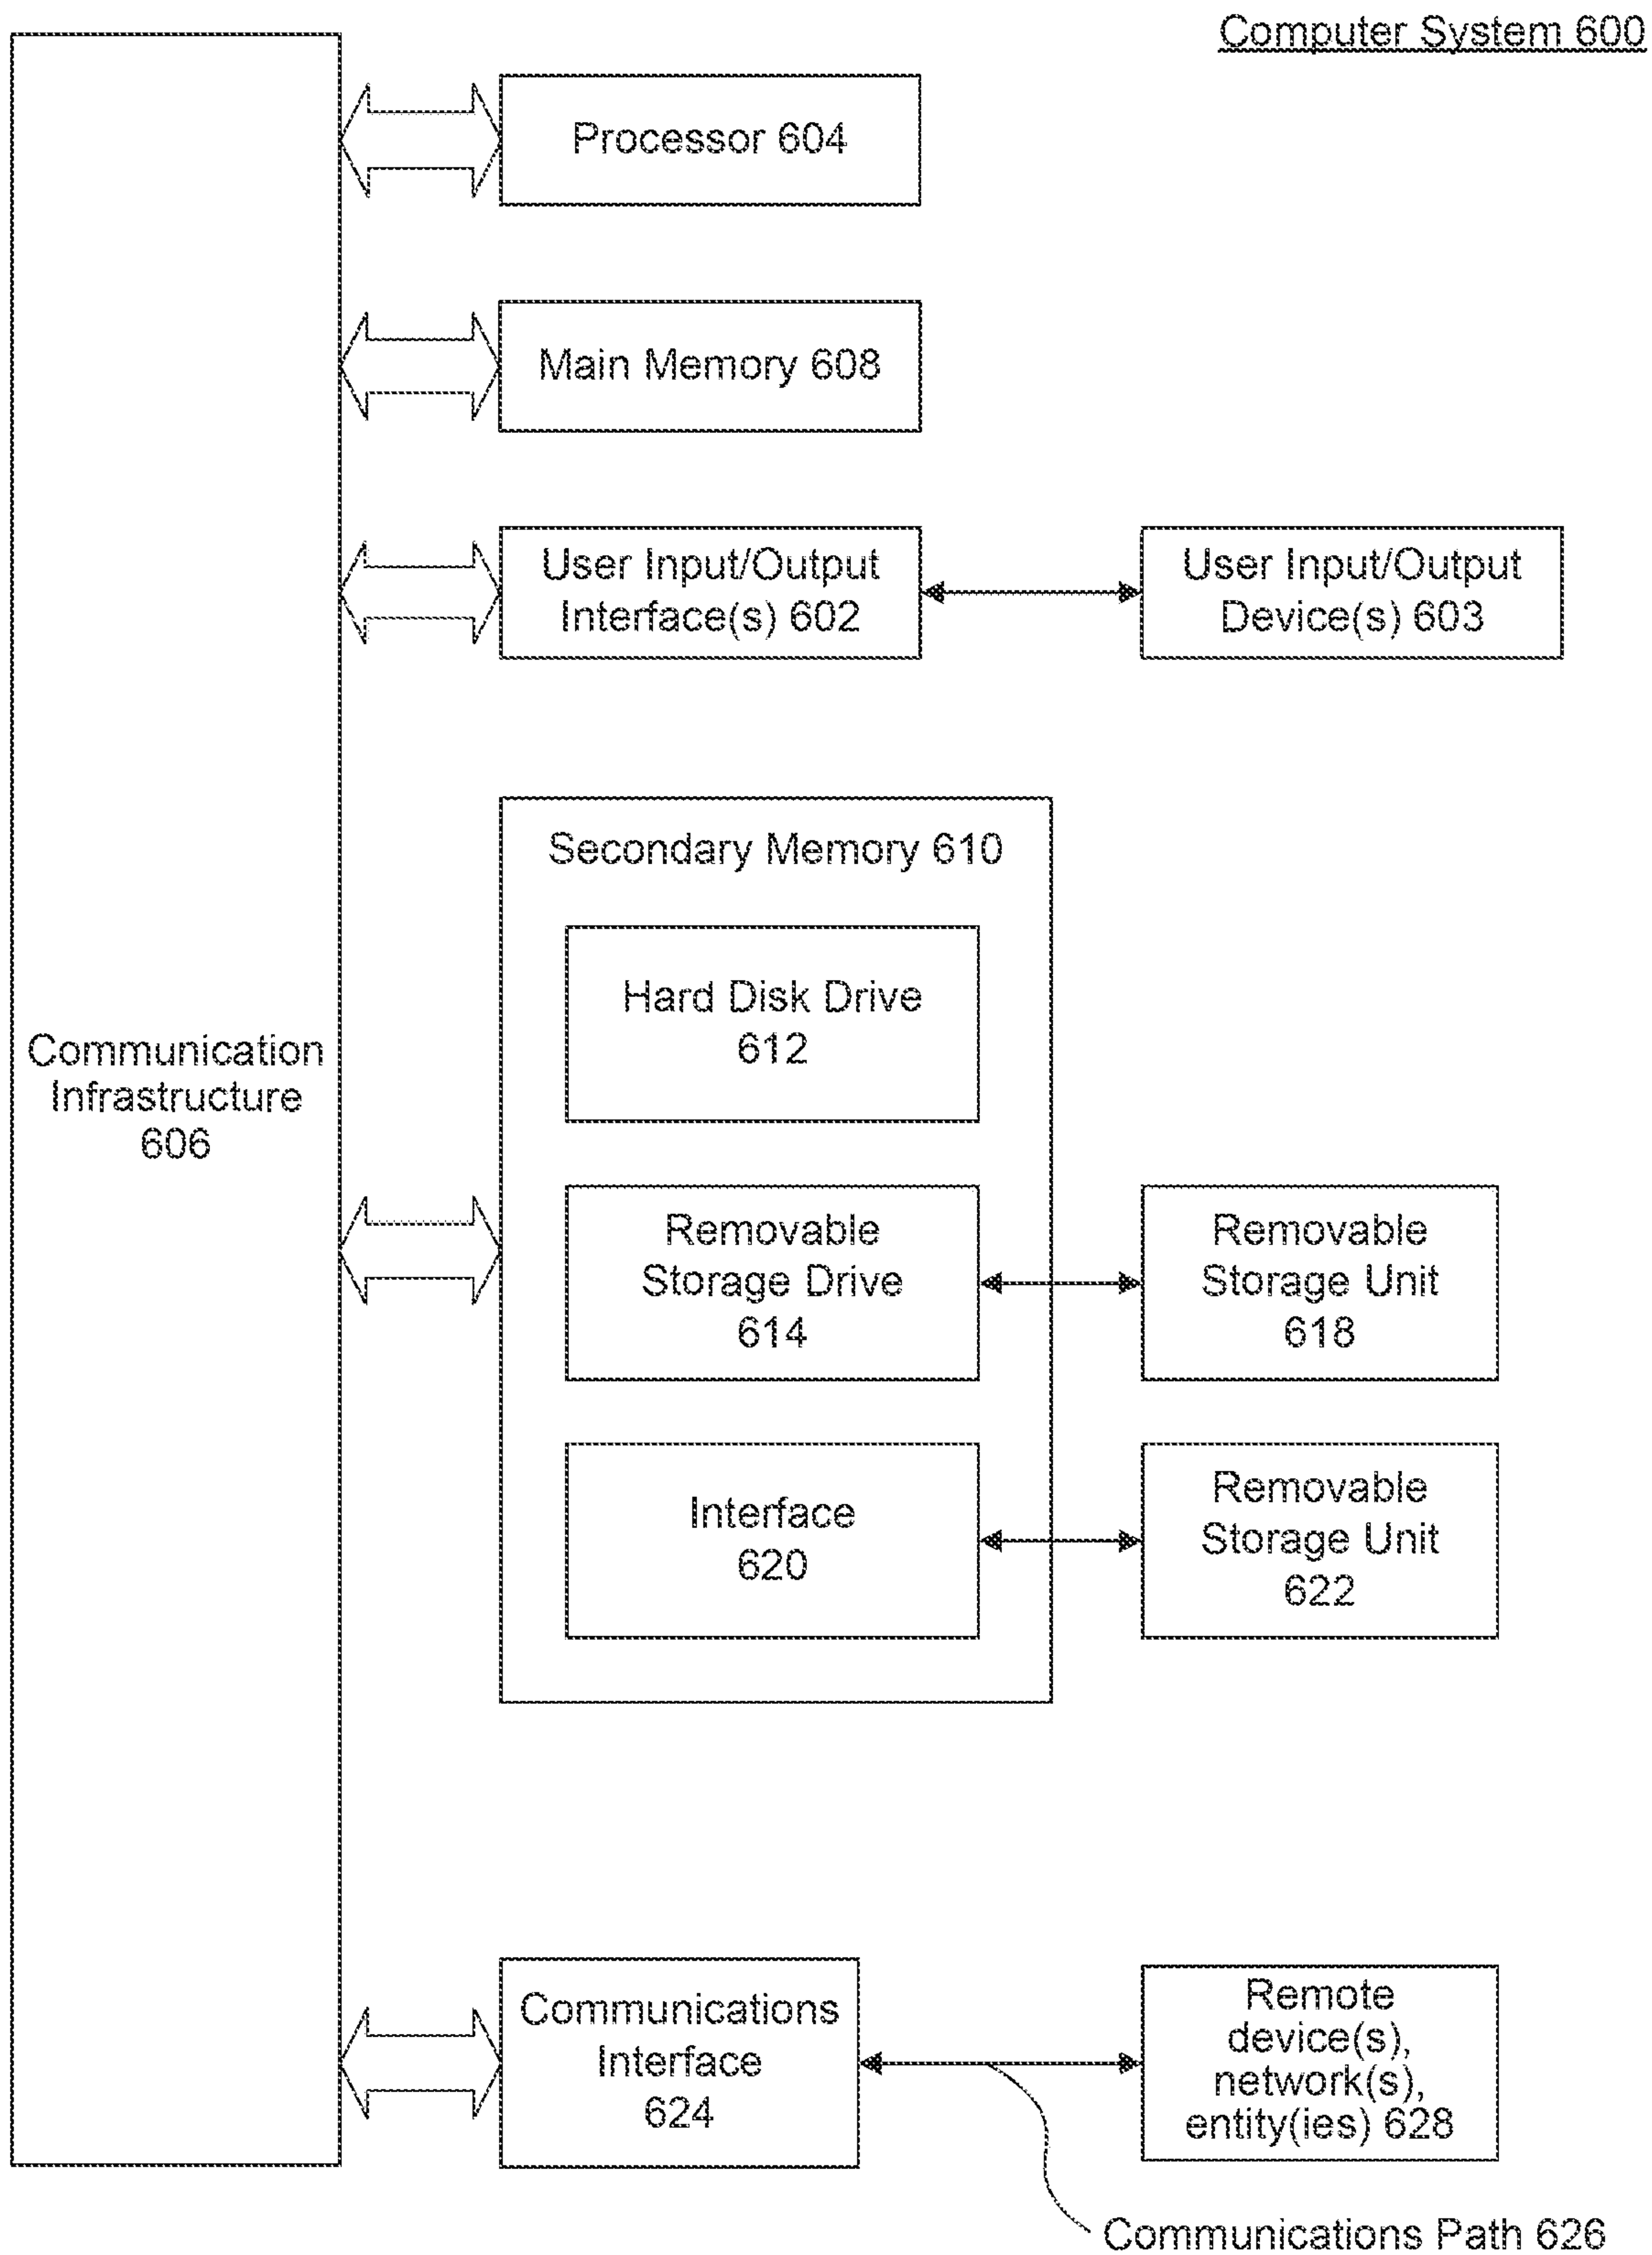 Computer System 600
Processor 604
Main Memory 608
User Input/Output
Interface(s) 602
User Input/Output
Device(s) 603
Secondary Memory 610
Hard Disk Drive
612
Communication
Infrastructure
606
Removable
Storage Drive
614
Removable
Storage Unit
618
Interface
620
Removable
Storage Unit
622
Communications
Interface
624
Remote
device(s),
network(s),
entity(ies) 628
Communications Path 626